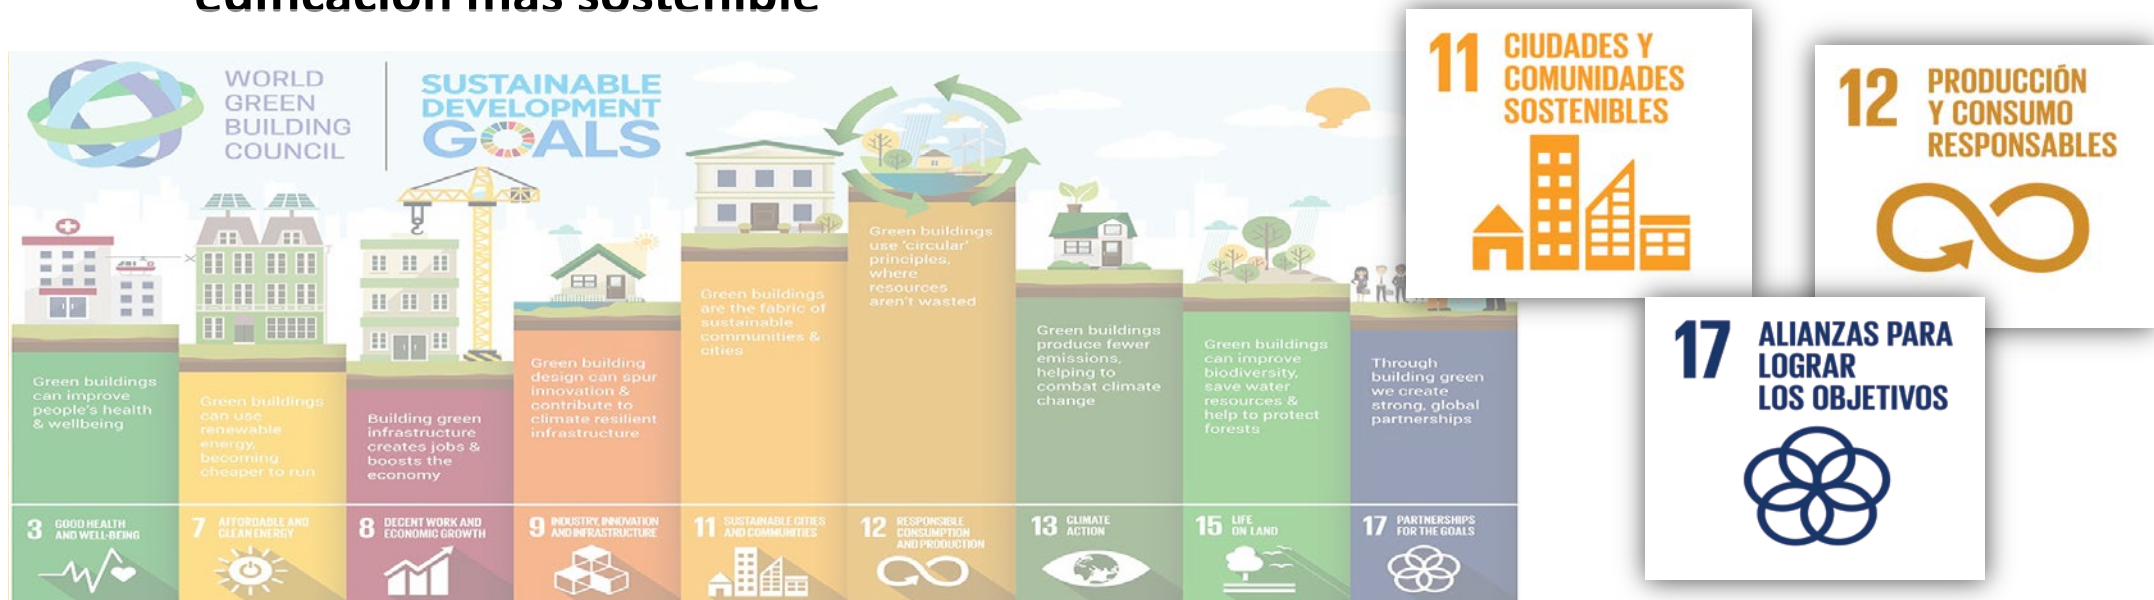 edificación más sostenible
WORLD
GREEN
BUILDING
COUNCIL
SUSTAINABLE
DEVELOPMENT
GOALS
Green buildings
can improve
people's health
& wellbeing
3 GOOD HEALTH
AND WELL-BEING
Green buildings
can use
renewable
energy,
becoming
cheaper to run
7 AFFORDABLE AND
CLEAN ENERGY
Building green
infrastructure
creates jobs &
boosts the
economy
8 DECENT WORK AND
ECONOMIC GROWTH
Green building
design can spur
innovation &
contribute to
climate resilient
infrastructure
9 INDUSTRY, INNOVATION
AND INFRASTRUCTURE
Green buildings
are the fabric of
sustainable
communities &
cities
11 SUSTAINABLE CITIES
AND COMMUNITIES
Green buildings
use 'circular'
principles,
where
resources
aren't wasted
12 RESPONSIBLE
CONSUMPTION
AND PRODUCTION
Green buildings
produce fewer
emissions,
helping to
combat climate
change
13 CLIMATE
ACTION
Green buildings
can improve
biodiversity,
save water
resources &
help to protect
forests
15 LIFE
ON LAND
Through
building green
we create
strong, global
partnerships
17 PARTNERSHIPS
FOR THE GOALS
11 CIUDADES Y
COMUNIDADES
SOSTENIBLES
12 PRODUCCIÓN
Y CONSUMO
RESPONSABLES
17 ALIANZAS PARA
LOGRAR
LOS OBJETIVOS